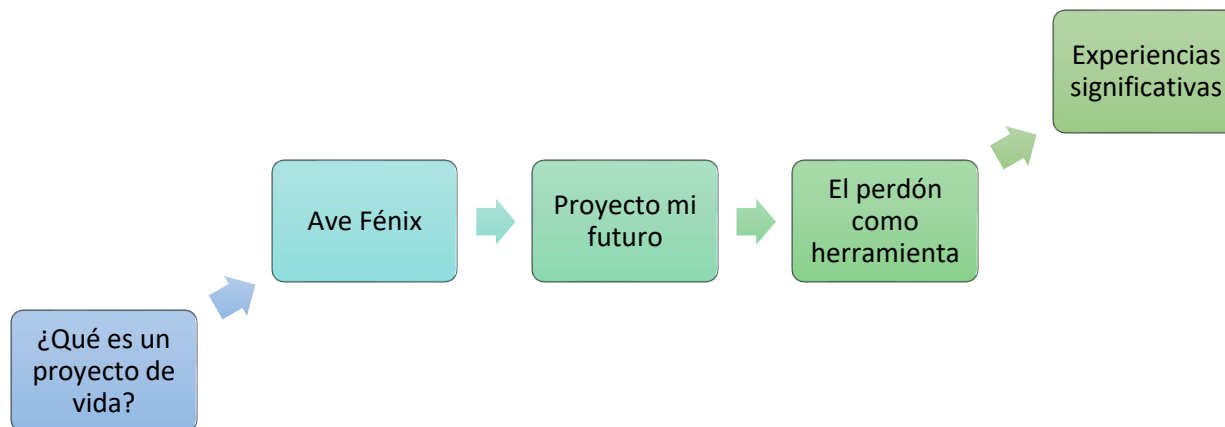 ¿Qué es un
proyecto de
vida?
Ave Fénix
Proyecto mi
futuro
El perdón
como
herramienta
Experiencias
significativas